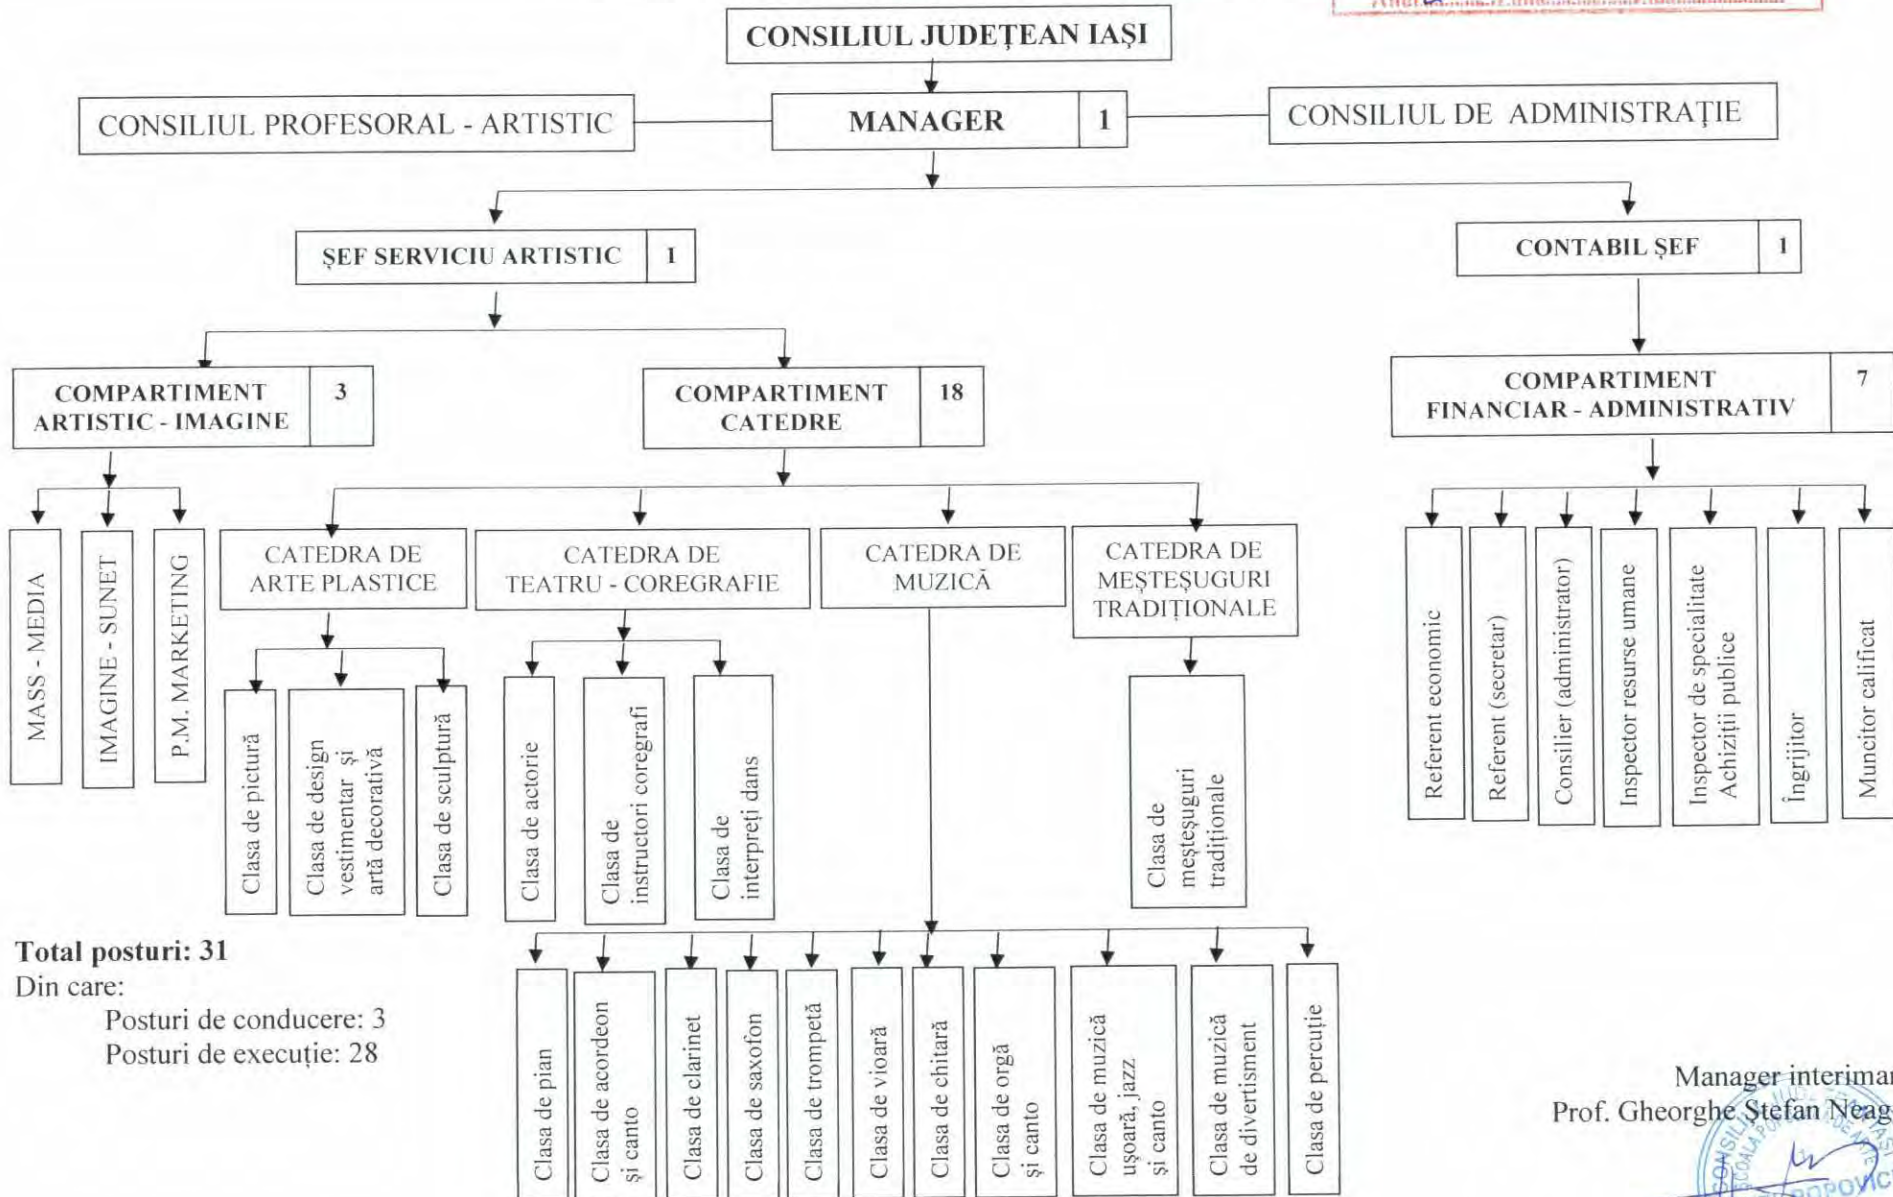 CONSILIUL JUDEȚEAN IAȘI
CONSILIUL PROFESORAL - ARTISTIC
MANAGER 1
CONSILIUL DE ADMINISTRAȚIE
ȘEF SERVICIU ARTISTIC 1
CONTABIL ȘEF 1
COMPARTIMENT 3
ARTISTIC - IMAGINE
COMPARTIMENT 18
CATEDRE
COMPARTIMENT 7
FINANCIAR - ADMINISTRATIV
MASS - MEDIA
IMAGINE - SUNET
P.M. MARKETING
CATEDRA DE
ARTE PLASTICE
CATEDRA DE
TEATRU - COREGRAFIE
CATEDRA DE
MUZICĂ
CATEDRA DE
MEȘTEȘUGURI
TRADIȚIONALE
Referent economic
Referent (secretar)
Consilier (administrator)
Inspector resurse umane
Inspector de specialitate
Achiziții publice
Îngrijitor
Muncitor calificat
Clasa de pictură
Clasa de design
vestimentar și
artă decorativă
Clasa de sculptură
Clasa de actorie
Clasa de
instructori coregrafi
Clasa de
interpreți dans
Clasa de
meșteșuguri
tradiționale
Clasa de pian
Clasa de acordeon
și canto
Clasa de clarinet
Clasa de saxofon
Clasa de trompetă
Clasa de vioară
Clasa de chitară
Clasa de orgă
și canto
Clasa de muzică
ușoară, jazz
și canto
Clasa de muzică
de divertisment
Clasa de percuție
Total posturi: 31
Din care:
Posturi de conducere: 3
Posturi de execuție: 28
Manager interimar
Prof. Gheorghe Ștefan Neag